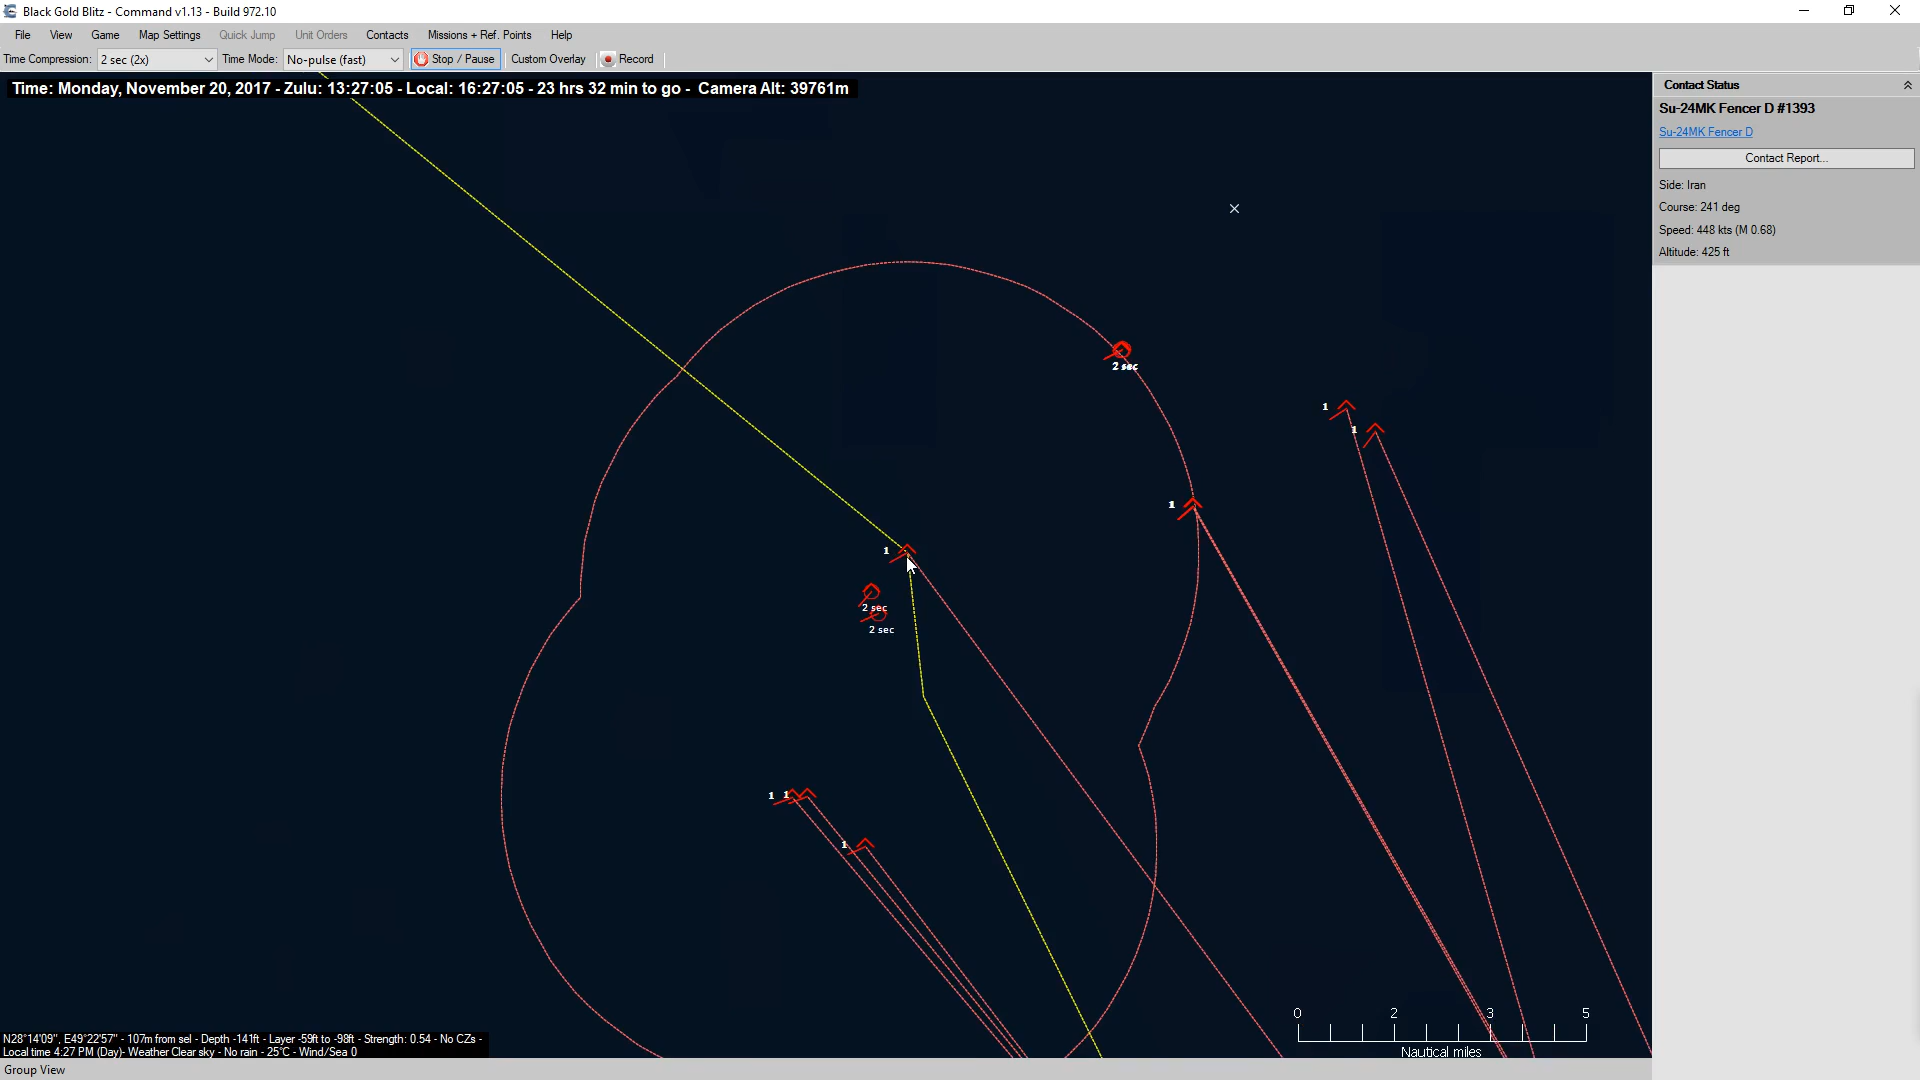 Black Gold Blitz - Command v1.13 - Build 972.10
File View Game Map Settings Quick Jump Unit Orders Contacts Missions + Ref. Points Help
Time Compression: 2 sec (2x) Time Mode: No-pulse (fast) Stop / Pause Custom Overlay Record
Time: Monday, November 20, 2017 - Zulu: 13:27:05 - Local: 16:27:05 - 23 hrs 32 min to go - Camera Alt: 39761m
Contact Status
Su-24MK Fencer D #1393
Su-24MK Fencer D
Contact Report...
Side: Iran
Course: 241 deg
Speed: 448 kts (M 0.68)
Altitude: 425 ft
2 sec
1
1
1
1
2 sec
2 sec
1 1
1
0 2 3 5
Nautical miles
N28°14'09", E49°22'57" - 107m from sel - Depth -141ft - Layer -59ft to -98ft - Strength: 0.54 - No CZs -
Local time 4:27 PM (Day)- Weather Clear sky - No rain - 25°C - Wind/Sea 0
Group View